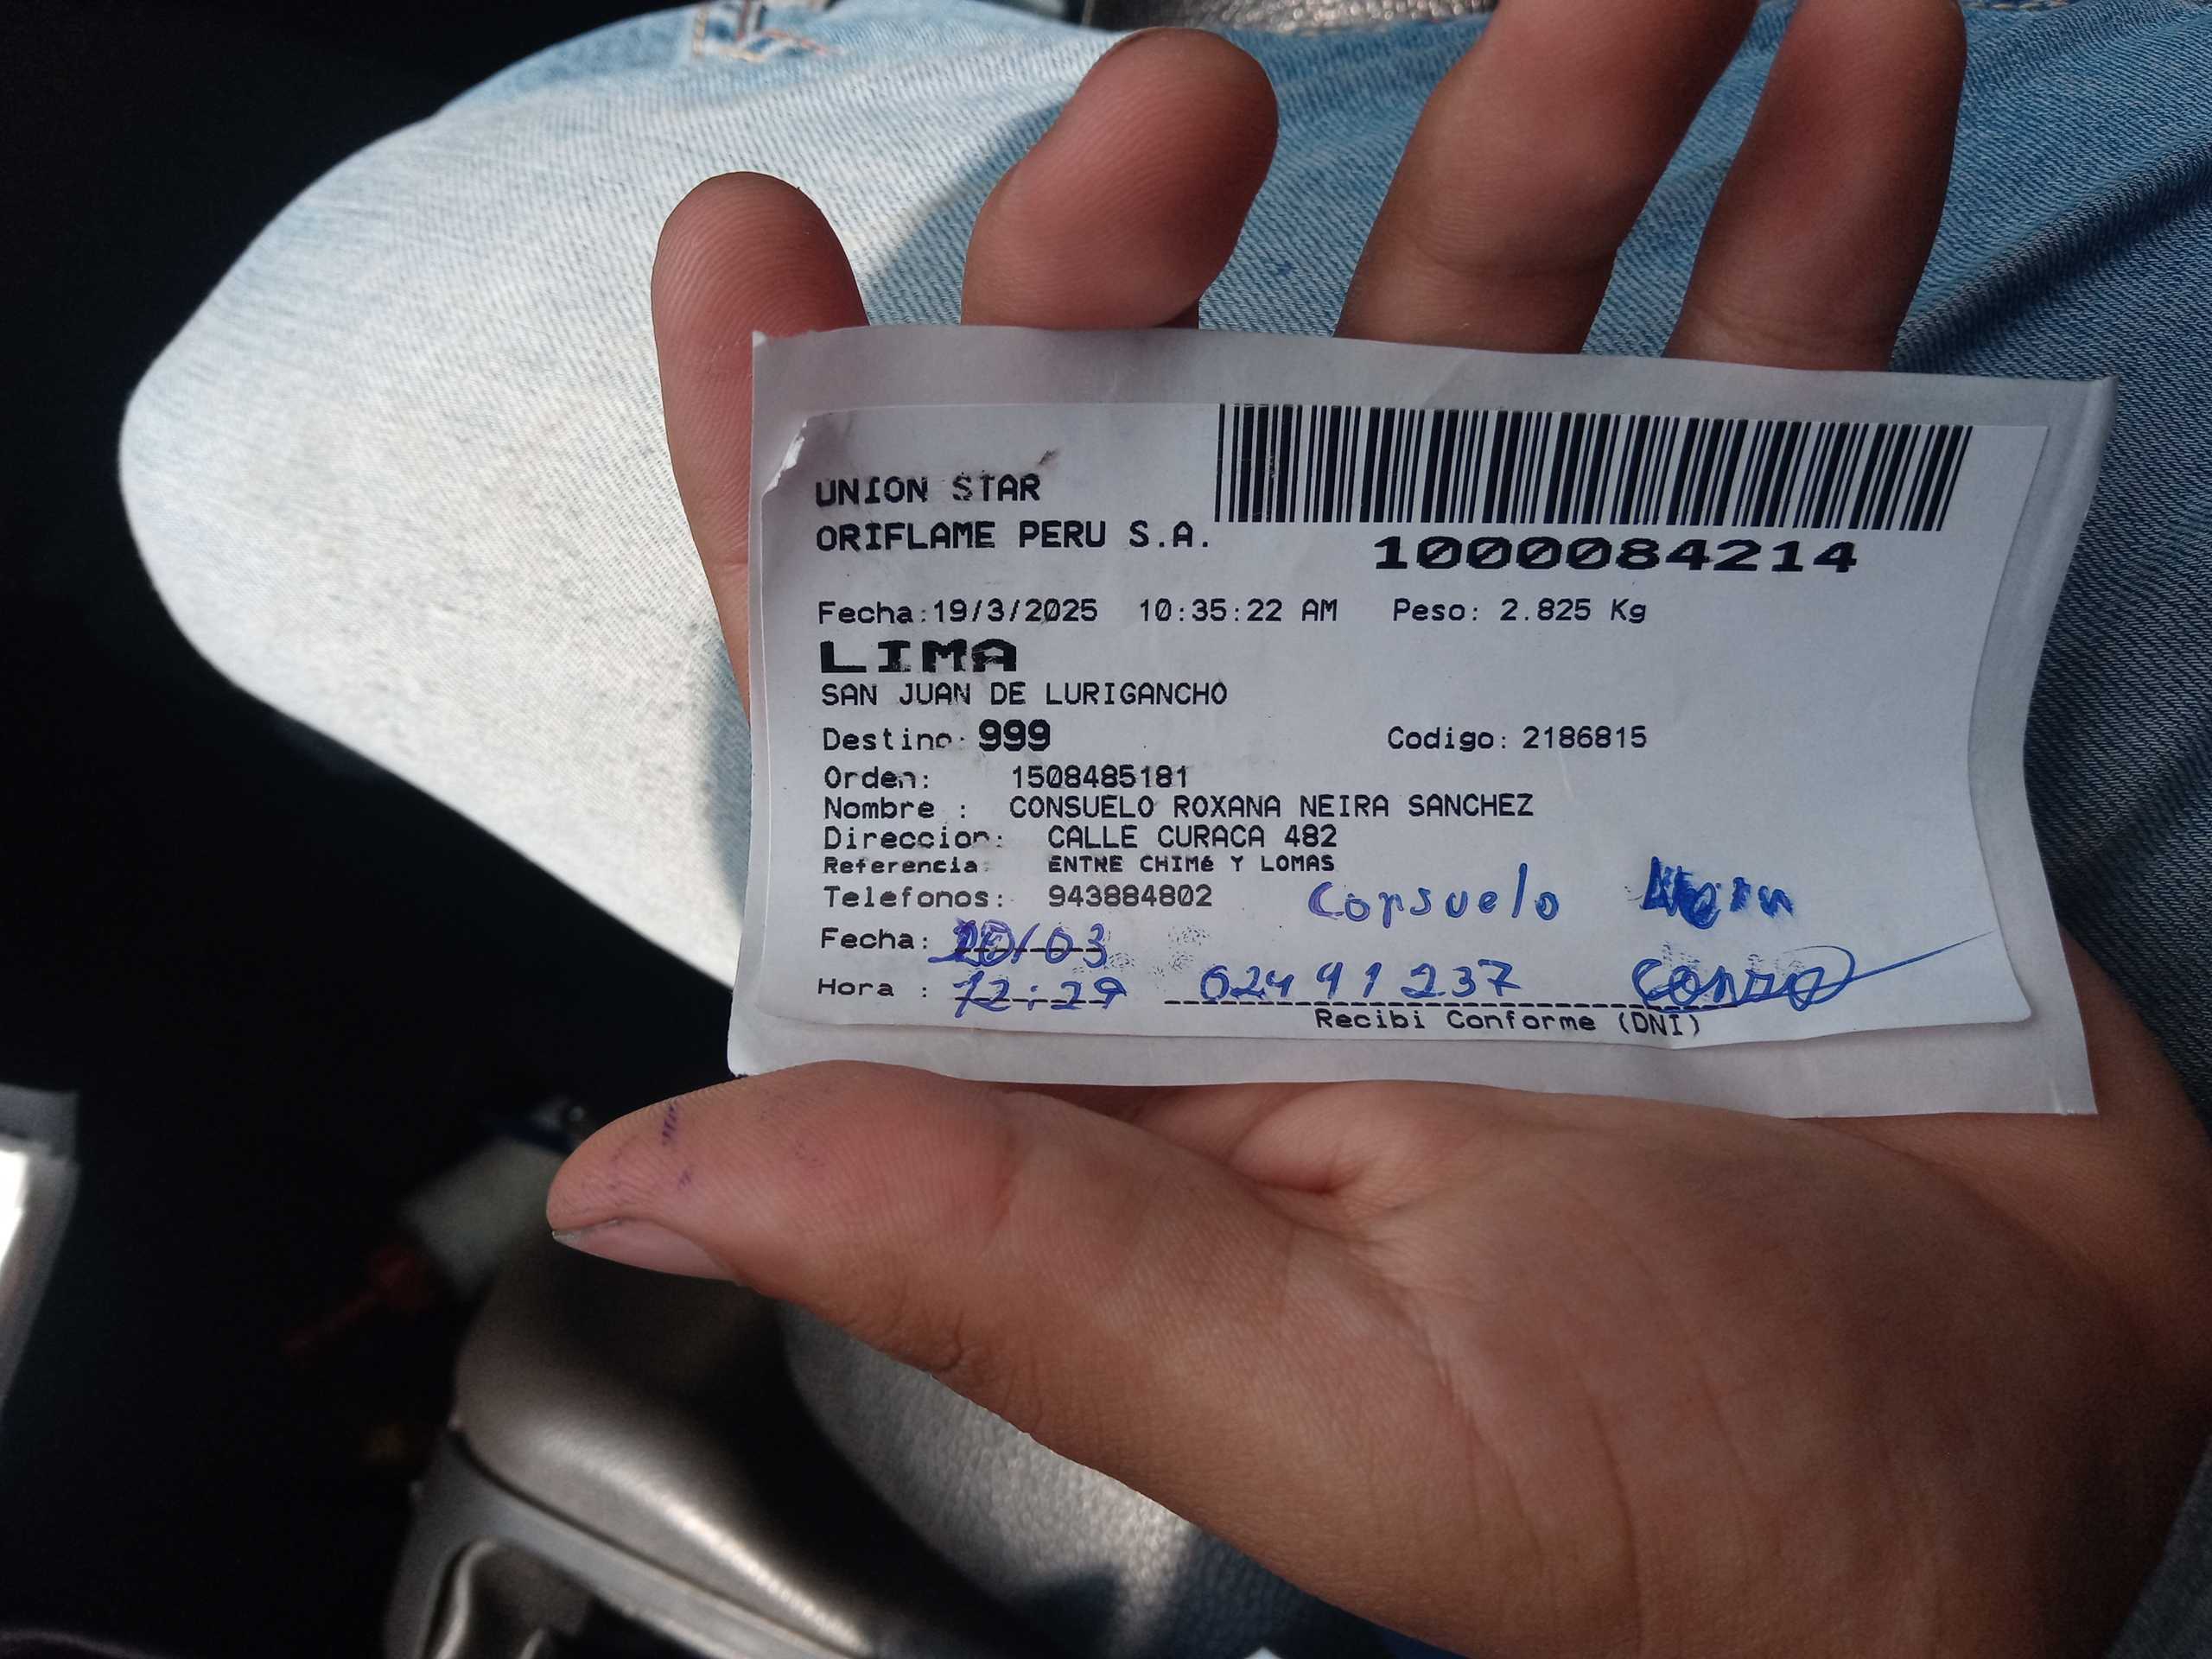 UNION STAR
ORIFLAME PERU S.A.
1000084214
Fecha:19/3/2025 10:35:22 AM Peso: 2.825 Kg
LIMA
SAN JUAN DE LURIGANCHO
Destino: 999 Codigo: 2186815
Orden: 1508485181
Nombre : CONSUELO ROXANA NEIRA SANCHEZ
Direccion: CALLE CURACA 482
Referencia: ENTRE CHIMé Y LOMAS
Telefonos: 943884802 Consuelo
Fecha: 20/03
Hora : 12:29
Recibi Conforme (DNI)